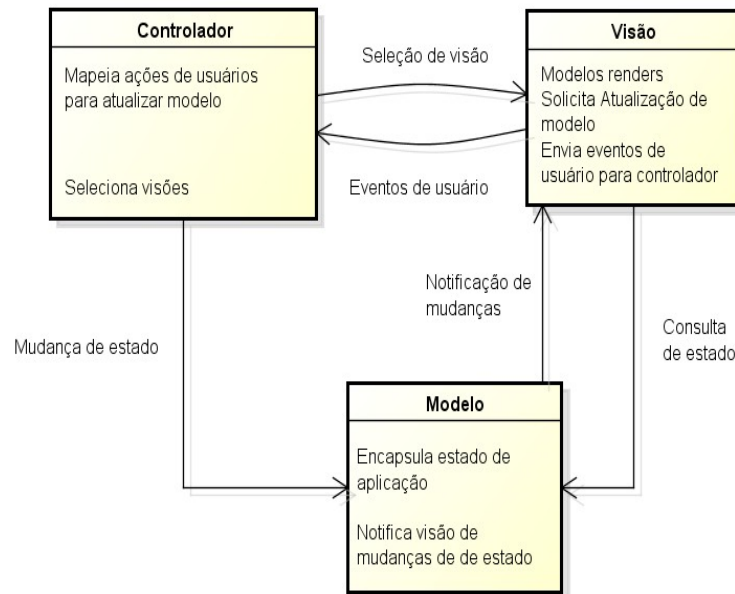 Controlador
Mapeia ações de usuários
para atualizar modelo
Seleciona visões
Seleção de visão
Eventos de usuário
Visão
Modelos renders
Solicita Atualização de
modelo
Envia eventos de
usuário para controlador
Mudança de estado
Notificação de
mudanças
Consulta
de estado
Modelo
Encapsula estado de
aplicação
Notifica visão de
mudanças de de estado